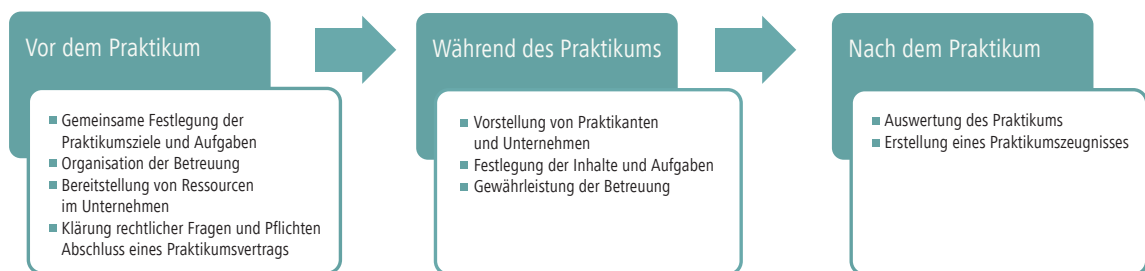 Vor dem Praktikum
Gemeinsame Festlegung der
Praktikumsziele und Aufgaben
Organisation der Betreuung
Bereitstellung von Ressourcen
im Unternehmen
Klärung rechtlicher Fragen und Pflichten
Abschluss eines Praktikumsvertrags
Während des Praktikums
Vorstellung von Praktikanten
und Unternehmen
Festlegung der Inhalte und Aufgaben
Gewährleistung der Betreuung
Nach dem Praktikum
Auswertung des Praktikums
Erstellung eines Praktikumszeugnisses